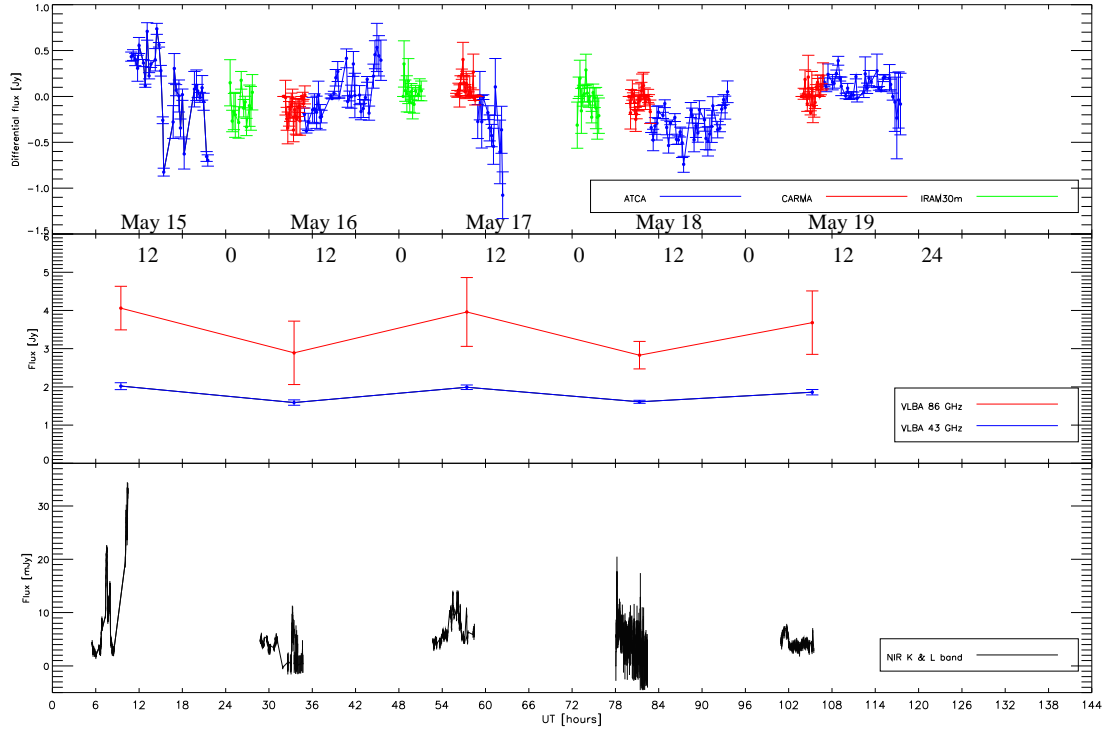 1.0
0.5
0.0
−0.5
−1.0
−1.5
Differential flux [Jy]
ATCA CARMA IRAM30m
May 15 May 16 May 17 May 18 May 19
12 0 12 0 12 0 12 0 12 24
6
5
4
3
2
1
0
Flux [Jy]
VLBA 86 GHz
VLBA 43 GHz
30
20
10
0
Flux [mJy]
NIR K & L band
0 6 12 18 24 30 36 42 48 54 60 66 72 78 84 90 96 102 108 114 120 126 132 138 144
UT [hours]